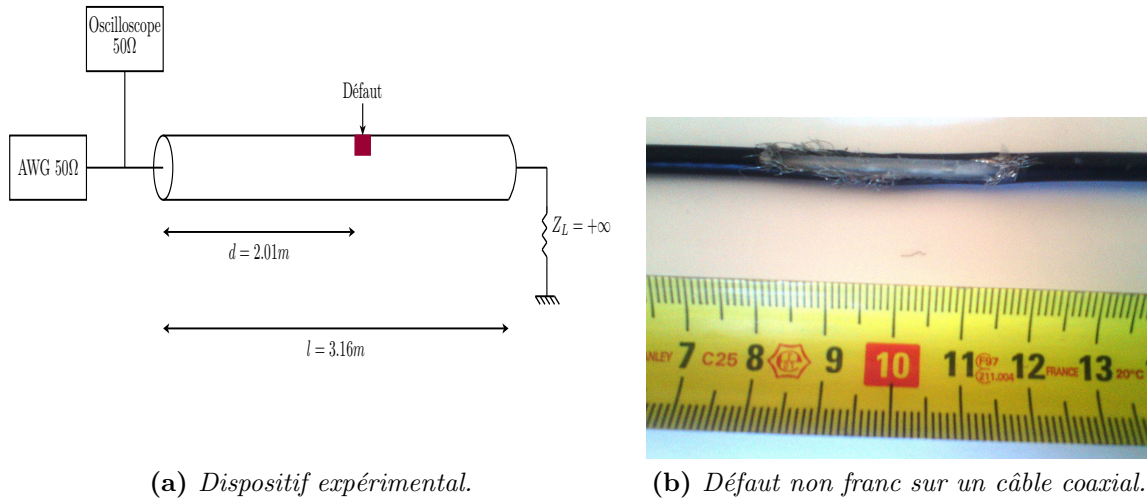 Oscilloscope
50Ω
Défaut
AWG 50Ω
Z_L = +∞
d = 2.01m
l = 3.16m
7 C25 8 9 10 11 12 FRANCE 13 20°C
(a) Dispositif expérimental.
(b) Défaut non franc sur un câble coaxial.